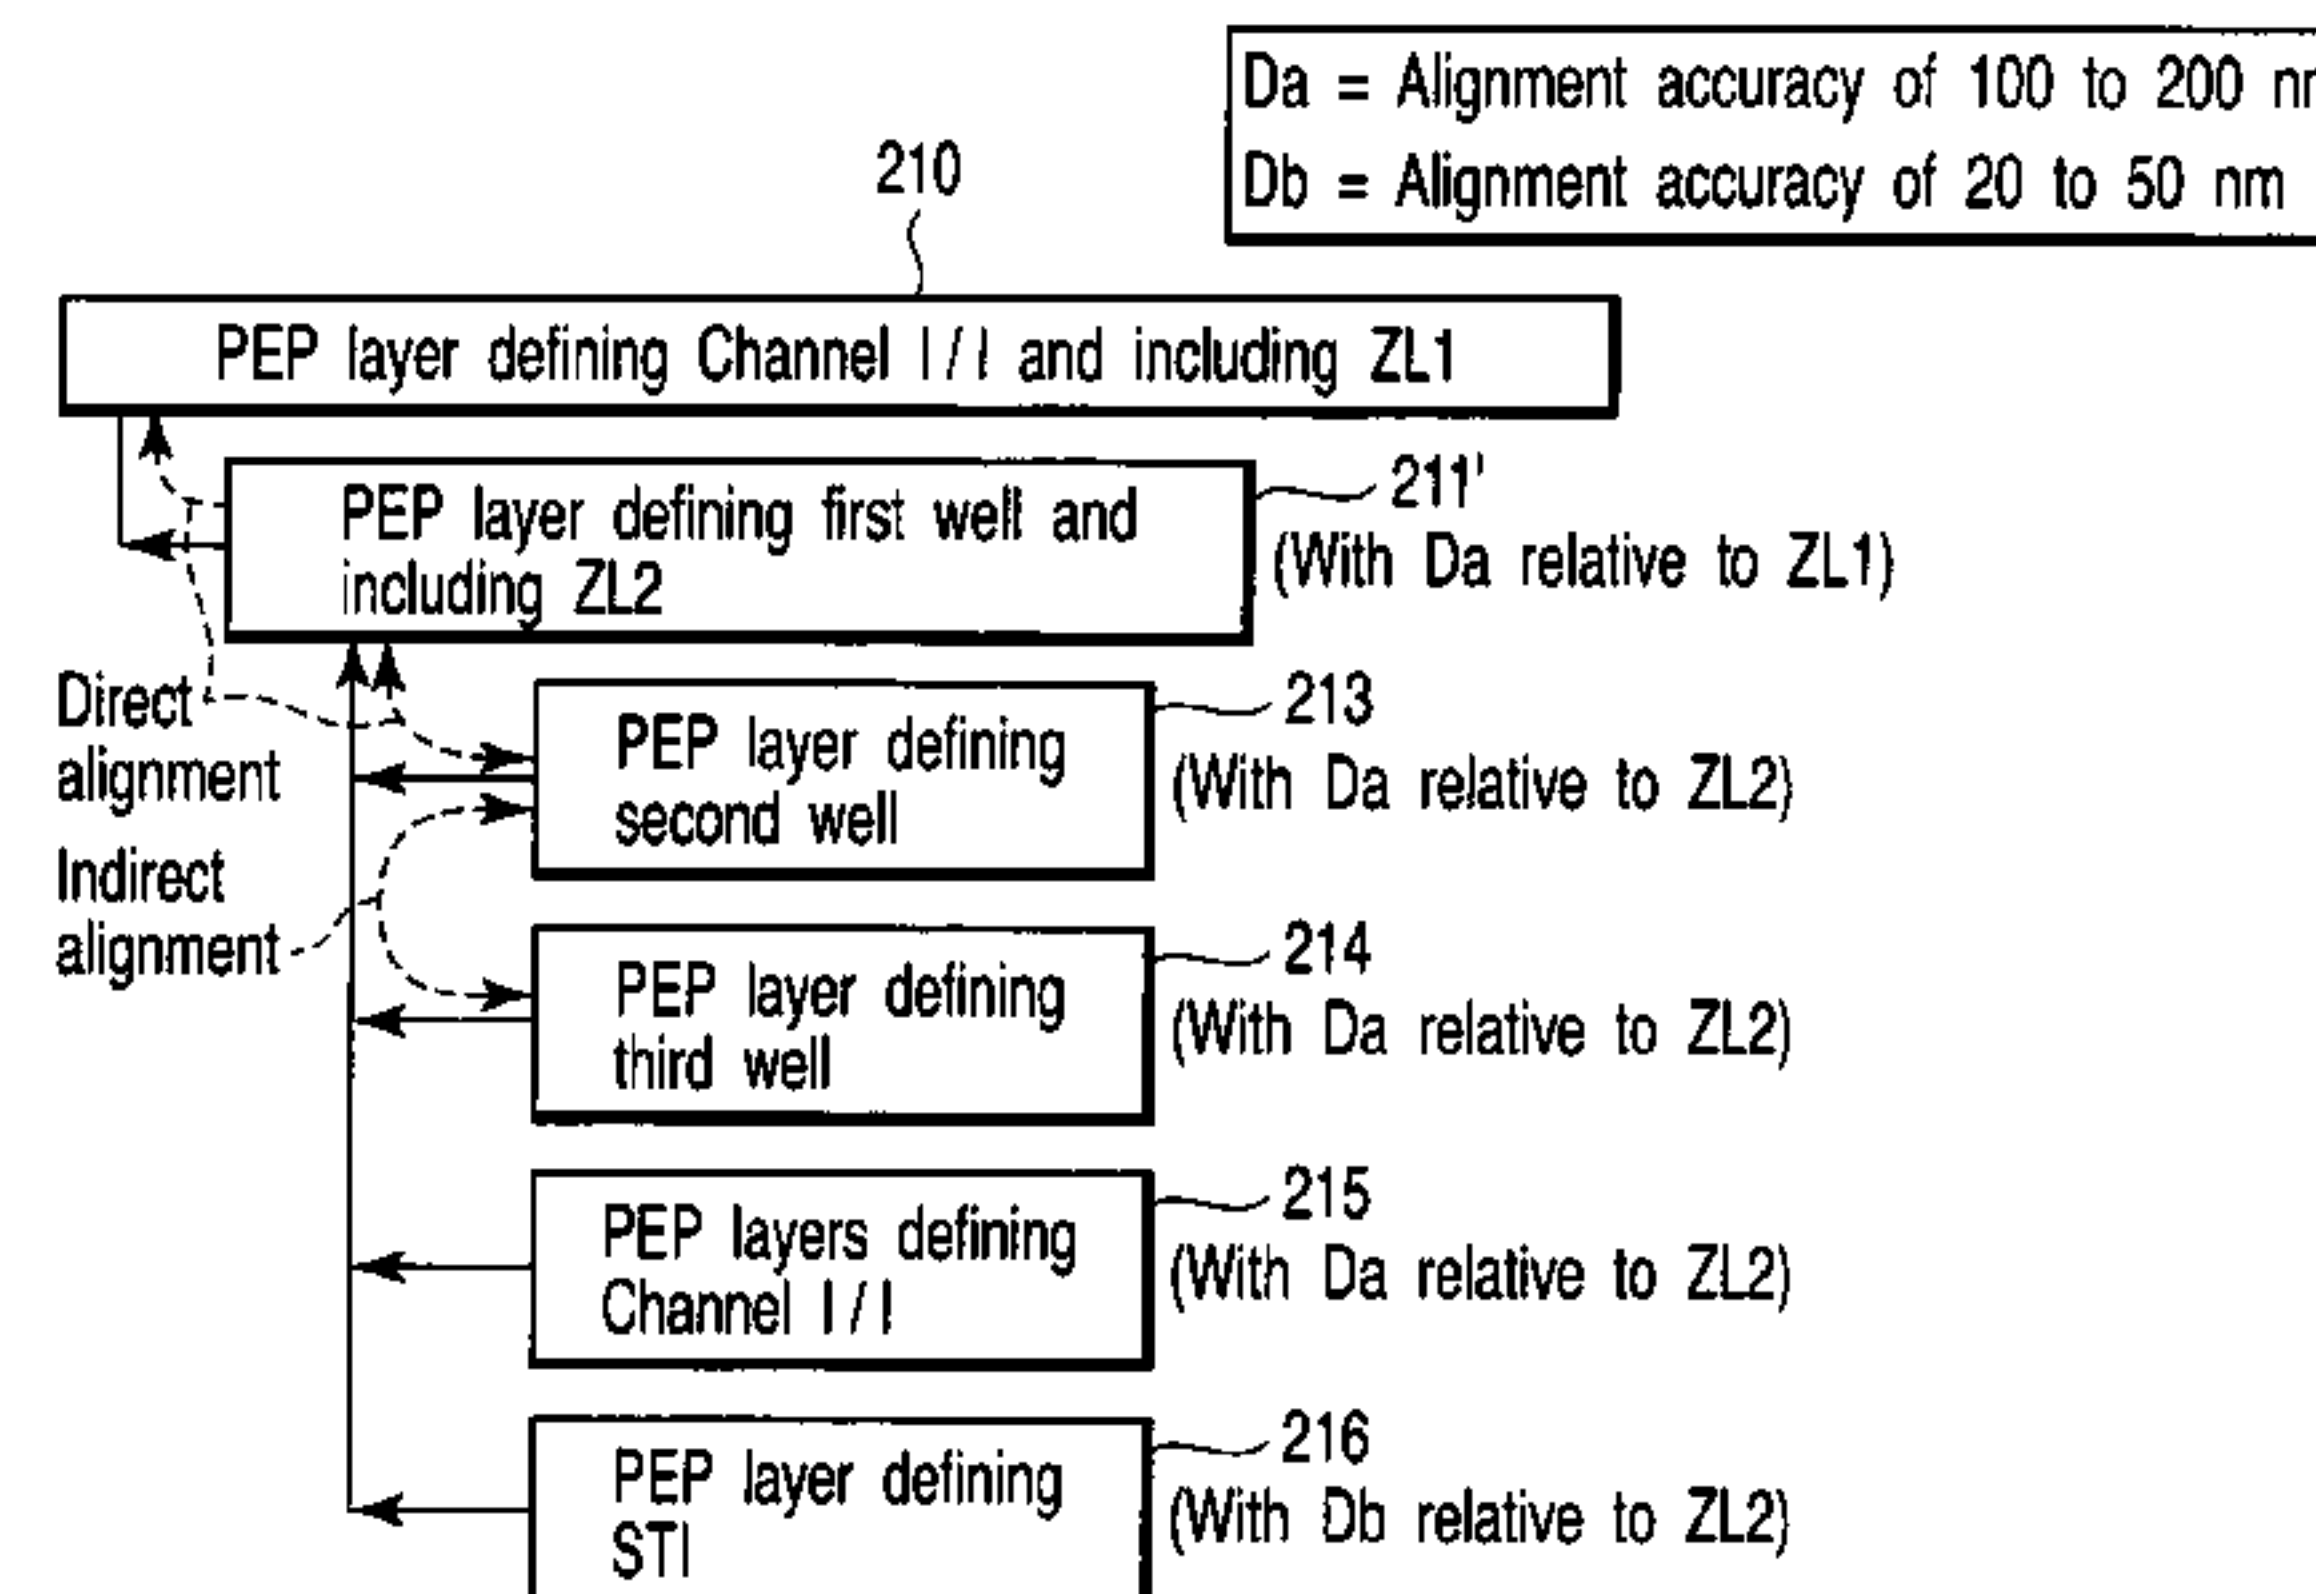 Da = Alignment accuracy of 100 to 200
Db = Alignment accuracy of 20 to 50 nm
210
PEP layer defining Channel I / I and including ZL1
PEP layer defining first well and
including ZL2
211'
(With Da relative to ZL1)
Direct
alignment
PEP layer defining
second well
213
(With Da relative to ZL2)
Indirect
alignment
PEP layer defining
third well
214
(With Da relative to ZL2)
PEP layers defining
Channel I / I
215
(With Da relative to ZL2)
PEP layer defining
STI
216
(With Db relative to ZL2)